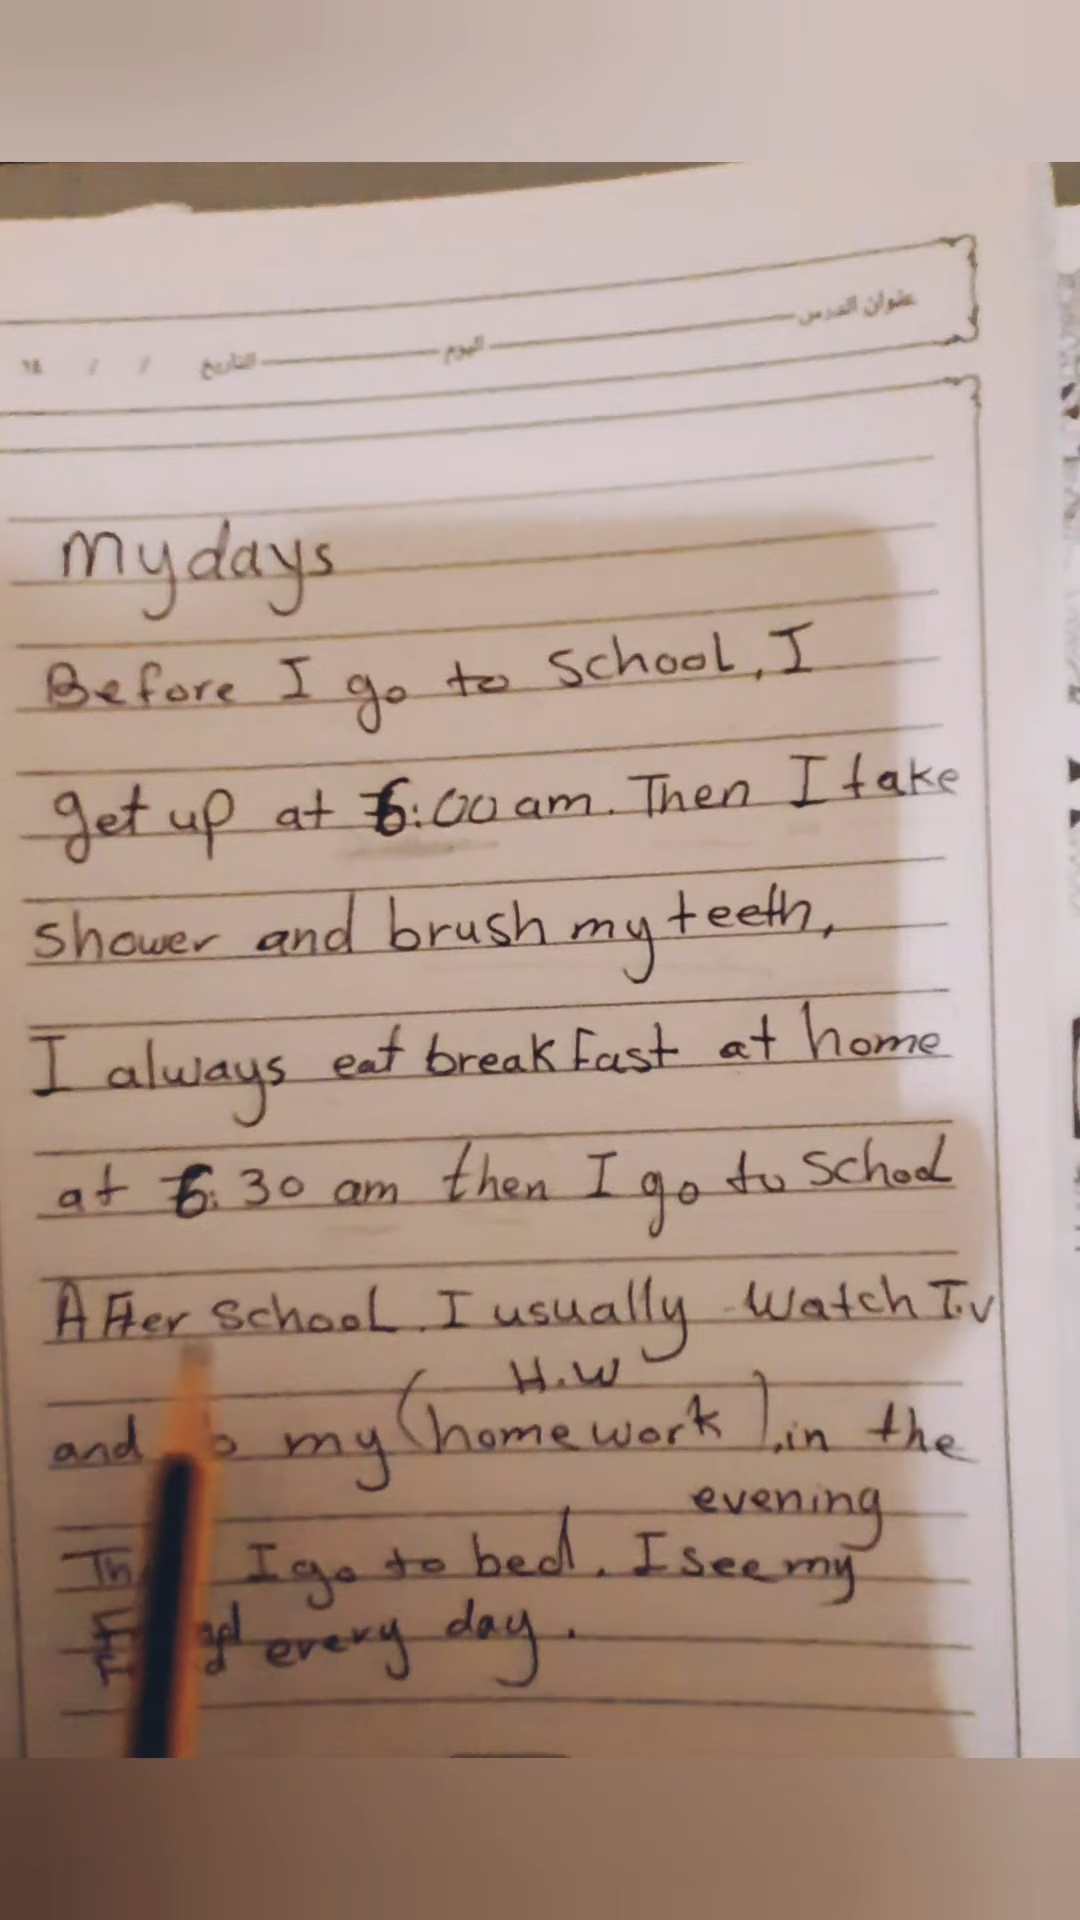 عنوان الدرس اليوم التاريخ / / ١٤
My days
Before I go to school, I
get up at 6:00 am. Then I take
shower and brush my teeth,
I always eat breakfast at home
at 6:30 am then I go to school
After school. I usually watch T.v
H.W
and my (homework), in the
evening
I go to bed. I see my
every day.